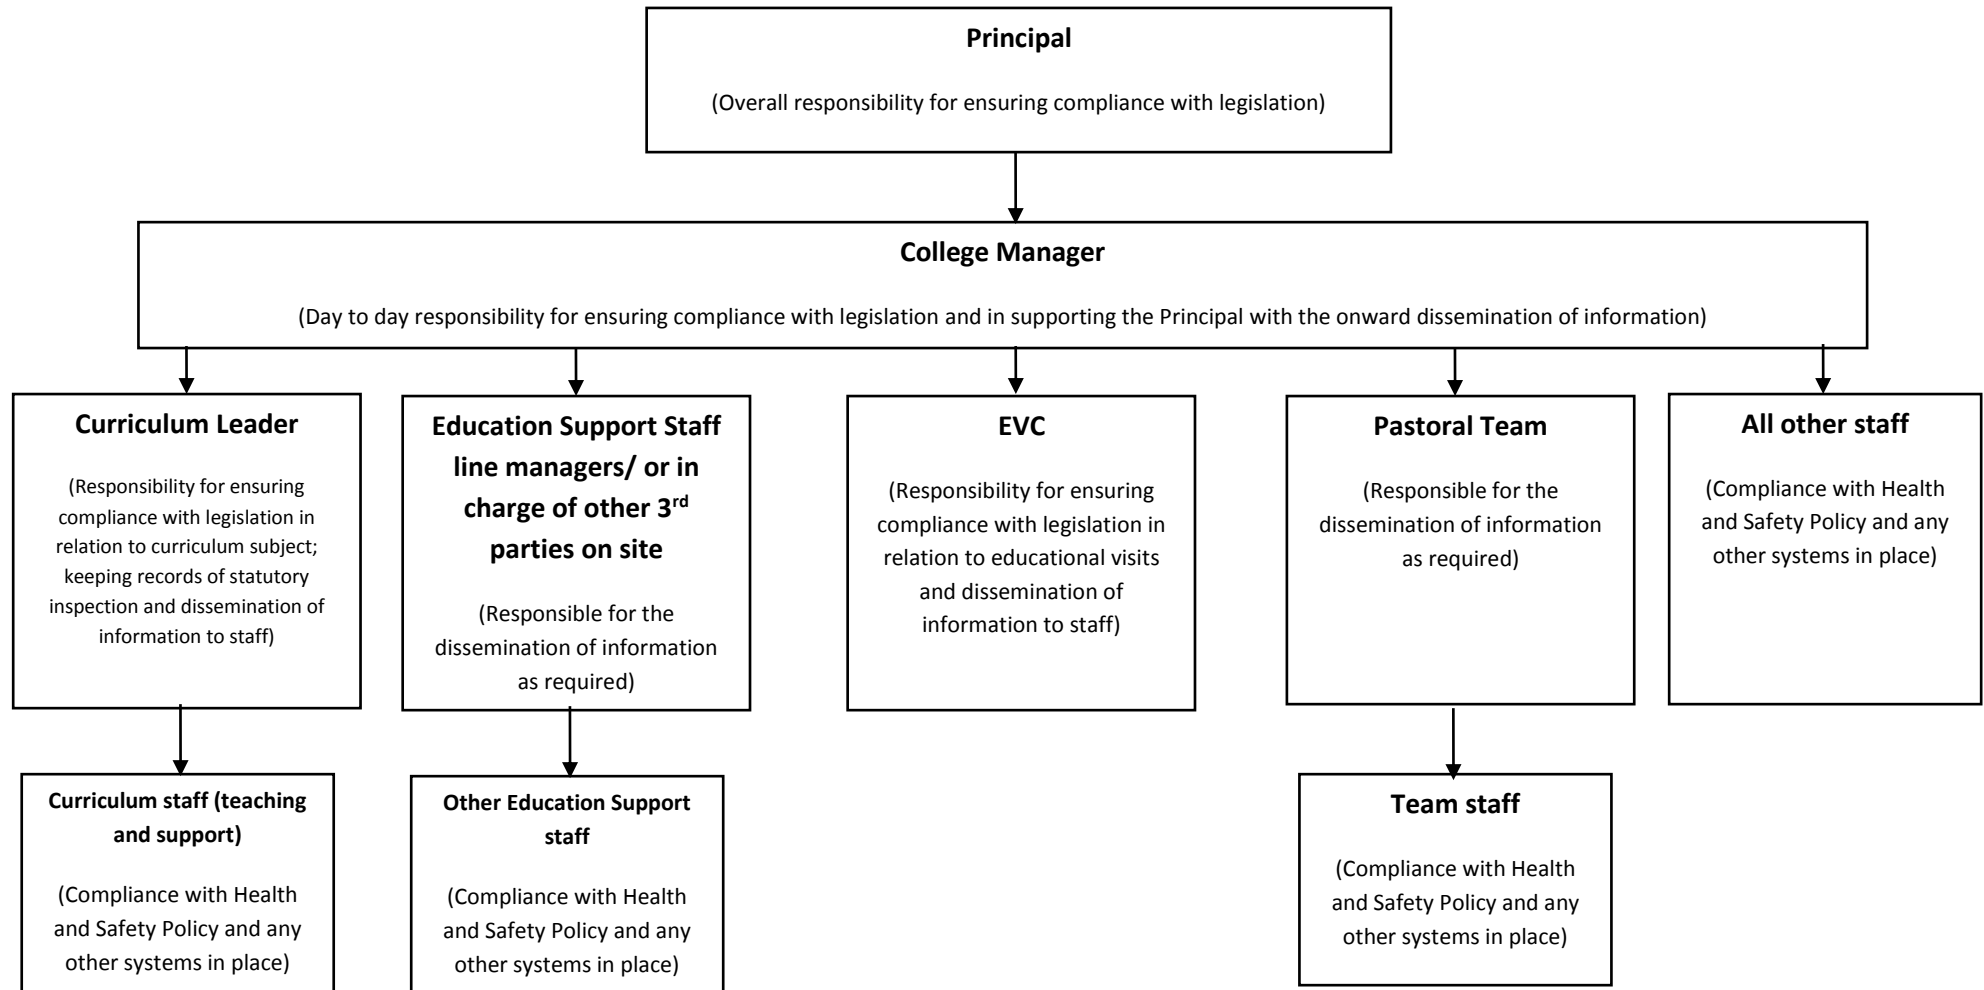 Principal
(Overall responsibility for ensuring compliance with legislation)
College Manager
(Day to day responsibility for ensuring compliance with legislation and in supporting the Principal with the onward dissemination of information)
Curriculum Leader
(Responsibility for ensuring
compliance with legislation in
relation to curriculum subject;
keeping records of statutory
inspection and dissemination of
information to staff)
Education Support Staff
line managers/ or in
charge of other 3rd
parties on site
(Responsible for the
dissemination of information
as required)
EVC
(Responsibility for ensuring
compliance with legislation in
relation to educational visits
and dissemination of
information to staff)
Pastoral Team
(Responsible for the
dissemination of information
as required)
All other staff
(Compliance with Health
and Safety Policy and any
other systems in place)
Curriculum staff (teaching
and support)
(Compliance with Health
and Safety Policy and any
other systems in place)
Other Education Support
staff
(Compliance with Health
and Safety Policy and any
other systems in place)
Team staff
(Compliance with Health
and Safety Policy and any
other systems in place)